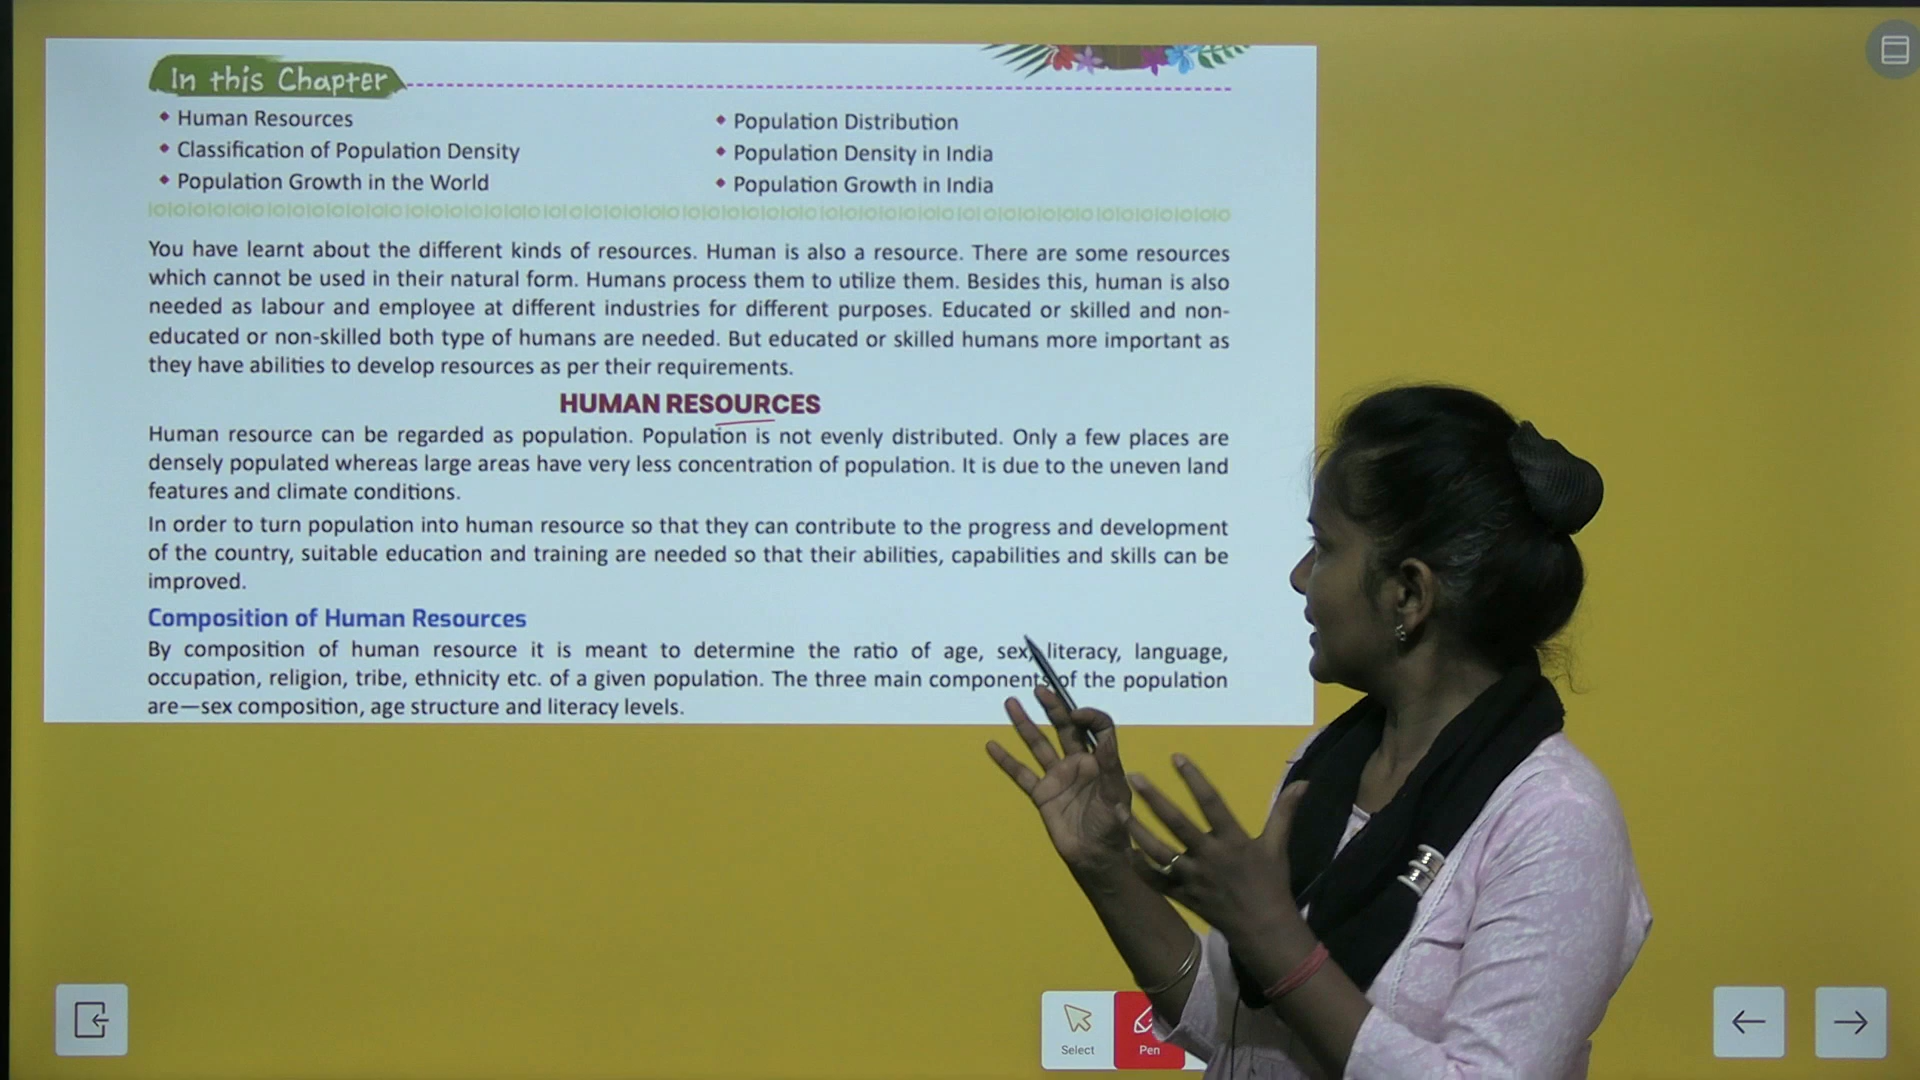 In this Chapter
Human Resources
Classification of Population Density
Population Growth in the World
Population Distribution
Population Density in India
Population Growth in India
You have learnt about the different kinds of resources. Human is also a resource. There are some resources
which cannot be used in their natural form. Humans process them to utilize them. Besides this, human is also
needed as labour and employee at different industries for different purposes. Educated or skilled and non-
educated or non-skilled both type of humans are needed. But educated or skilled humans more important as
they have abilities to develop resources as per their requirements.
HUMAN RESOURCES
Human resource can be regarded as population. Population is not evenly distributed. Only a few places are
densely populated whereas large areas have very less concentration of population. It is due to the uneven land
features and climate conditions.
In order to turn population into human resource so that they can contribute to the progress and development
of the country, suitable education and training are needed so that their abilities, capabilities and skills can be
improved.
Composition of Human Resources
By composition of human resource it is meant to determine the ratio of age, sex, literacy, language,
occupation, religion, tribe, ethnicity etc. of a given population. The three main components of the population
are—sex composition, age structure and literacy levels.
Select
Pen